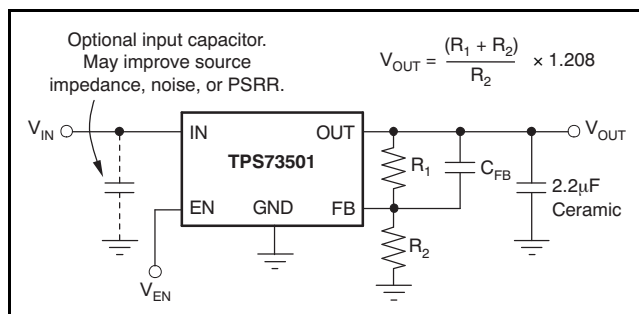 Optional input capacitor.
May improve source
impedance, noise, or PSRR.
V_OUT = (R_1 + R_2)
R_2
× 1.208
V_IN
IN
OUT
V_OUT
TPS73501
R_1
C_FB
2.2μF
Ceramic
EN
GND
FB
R_2
V_EN